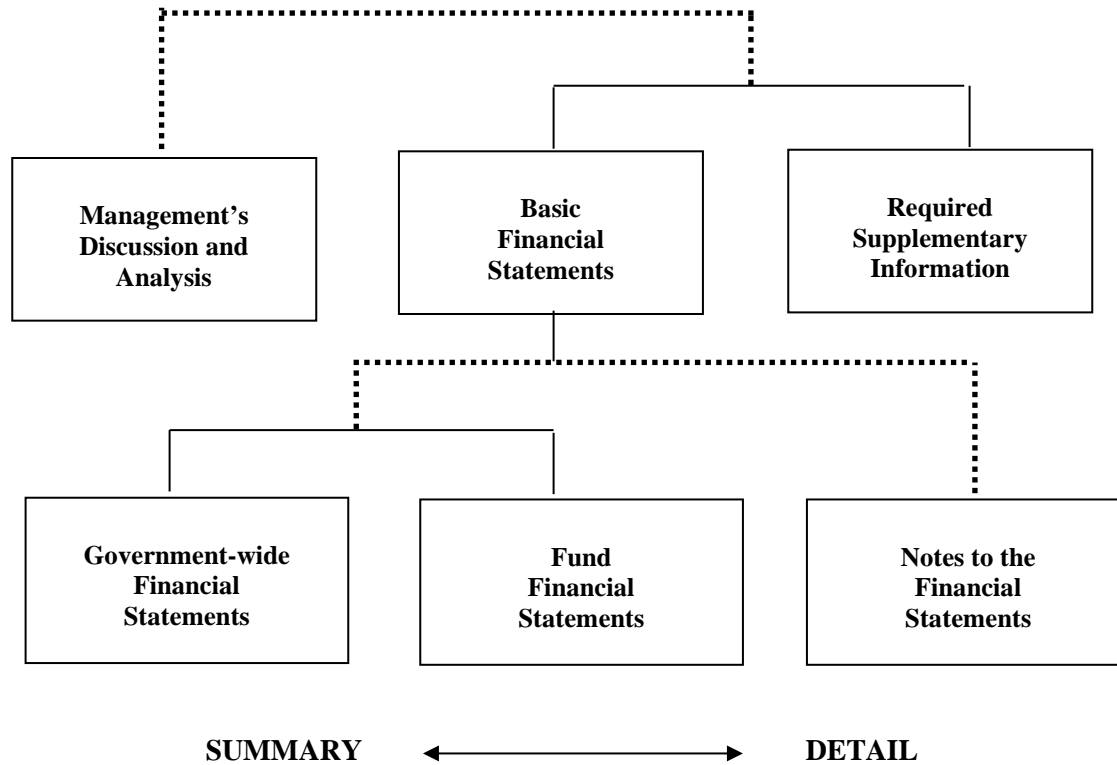 Management’s
Discussion and
Analysis
Basic
Financial
Statements
Required
Supplementary
Information
Government-wide
Financial
Statements
Fund
Financial
Statements
Notes to the
Financial
Statements
SUMMARY DETAIL